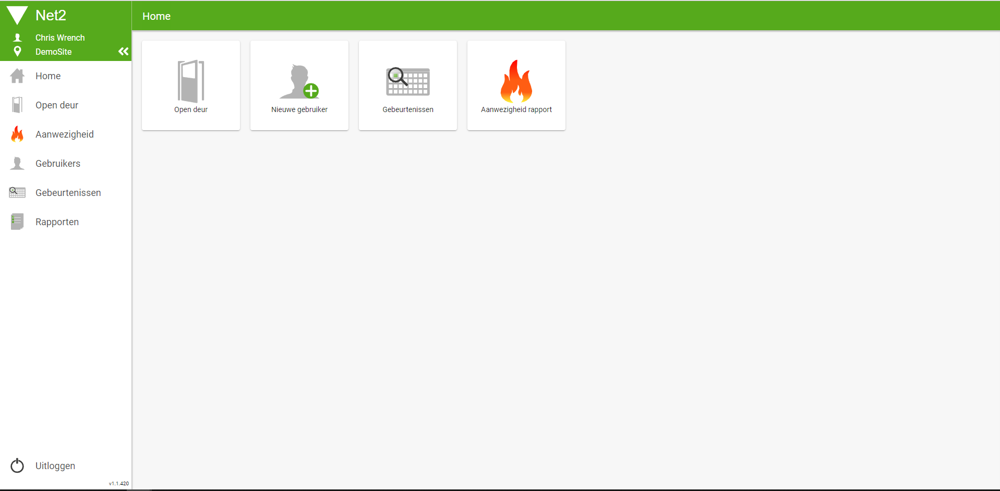 Net2
Chris Wrench
DemoSite
Home
Open deur
Aanwezigheid
Gebruikers
Gebeurtenissen
Rapporten
Uitloggen
v1.1.420
Home
Open deur
Nieuwe gebruiker
Gebeurtenissen
Aanwezigheid rapport